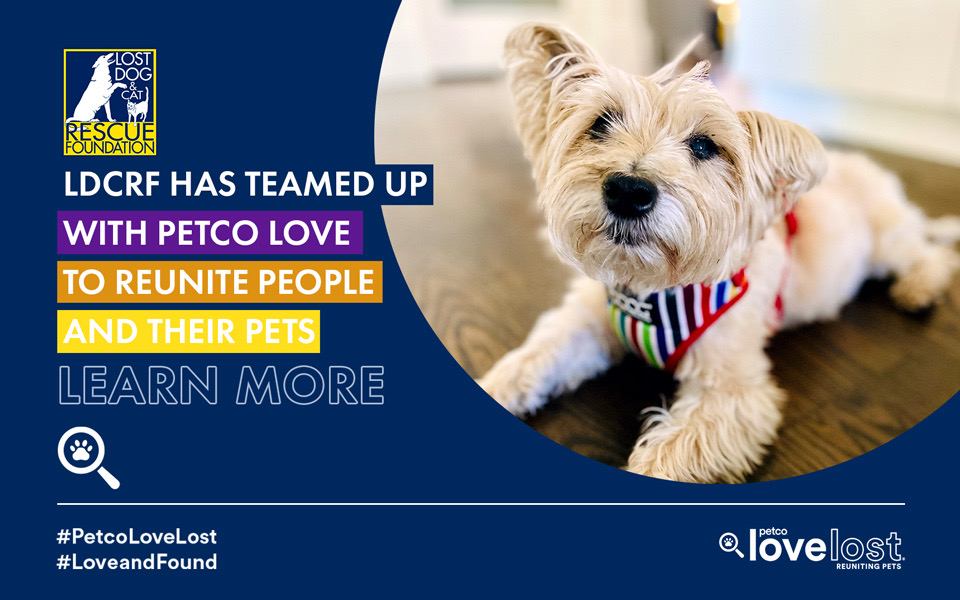 LOST
DOG
&
CAT
RESCUE
FOUNDATION
LDCRF HAS TEAMED UP
WITH PETCO LOVE
TO REUNITE PEOPLE
AND THEIR PETS
LEARN MORE
#PetcoLoveLost
#LoveandFound
petco
lovelost
REUNITING PETS